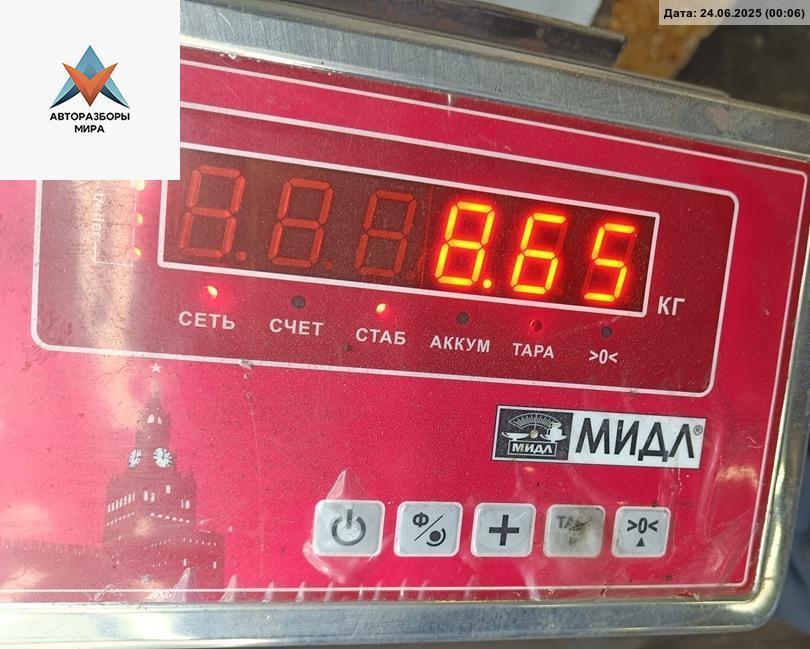 Дата: 24.06.2025 (00:06)
АВТОРАЗБОРЫ
МИРА
8.65
КГ
СЕТЬ СЧЕТ СТАБ АККУМ ТАРА >0<
МИДЛ МИДЛ®
Ф/ + >0<